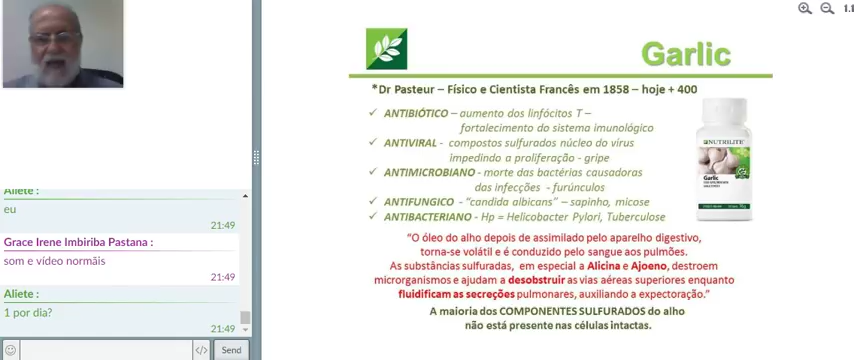 Aliete :
eu
21:49
Grace Irene Imbiriba Pastana :
som e vídeo normāis
21:49
Aliete :
1 por dia?
21:49
Send
1.1
Garlic
*Dr Pasteur – Físico e Cientista Francês em 1858 – hoje + 400
✓ ANTIBIÓTICO – aumento dos linfócitos T –
fortalecimento do sistema imunológico
✓ ANTIVIRAL - compostos sulfurados núcleo do vírus
impedindo a proliferação - gripe
✓ ANTIMICROBIANO - morte das bactérias causadoras
das infecções - furúnculos
✓ ANTIFUNGICO - “candida albicans” – sapinho, micose
✓ ANTIBACTERIANO - Hp = Helicobacter Pylori, Tuberculose
NUTRILITE
Garlic
“O óleo do alho depois de assimilado pelo aparelho digestivo,
torna-se volátil e é conduzido pelo sangue aos pulmões.
As substâncias sulfuradas, em especial a Alicina e Ajoeno, destroem
microrganismos e ajudam a desobstruir as vias aéreas superiores enquanto
fluidificam as secreções pulmonares, auxiliando a expectoração.”
A maioria dos COMPONENTES SULFURADOS do alho
não está presente nas células intactas.